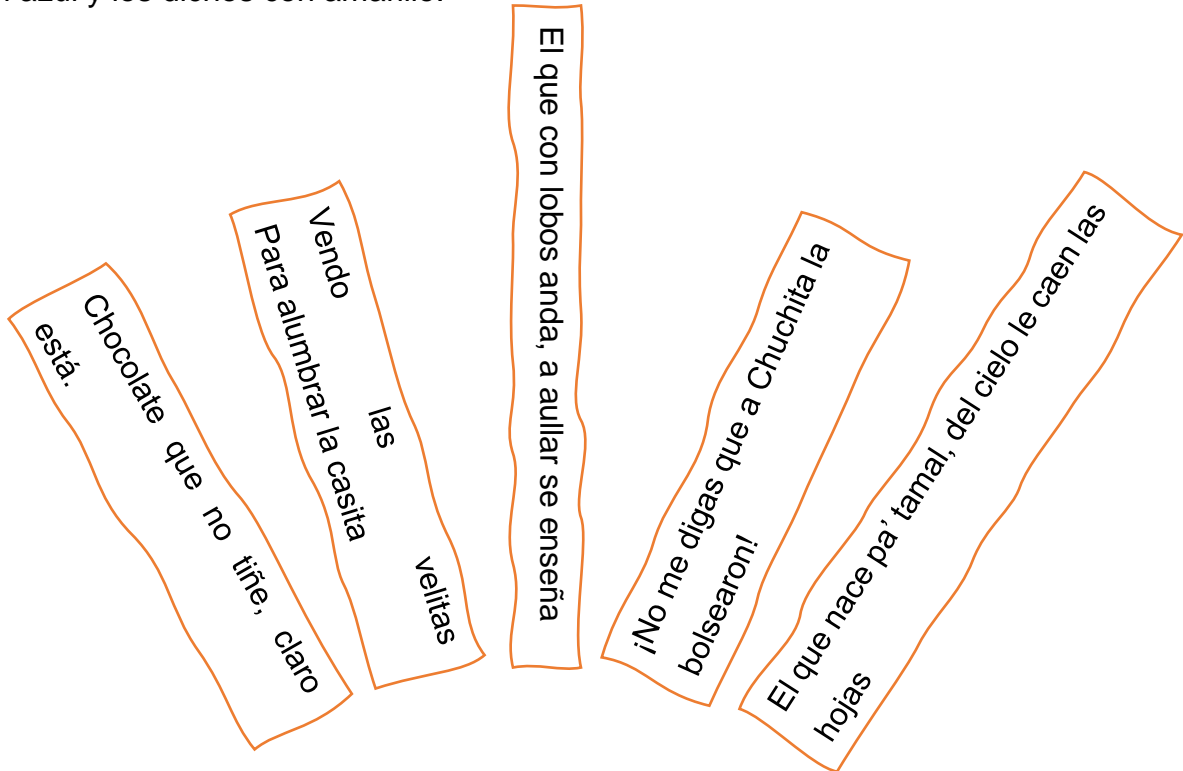 azul y los dichos con amarillo.
Chocolate que no tiñe, claro
está.
Vendo las velitas
Para alumbrar la casita
El que con lobos anda, a aullar se enseña
¡No me digas que a Chuchita la
bolsearon!
El que nace pa’ tamal, del cielo le caen las
hojas